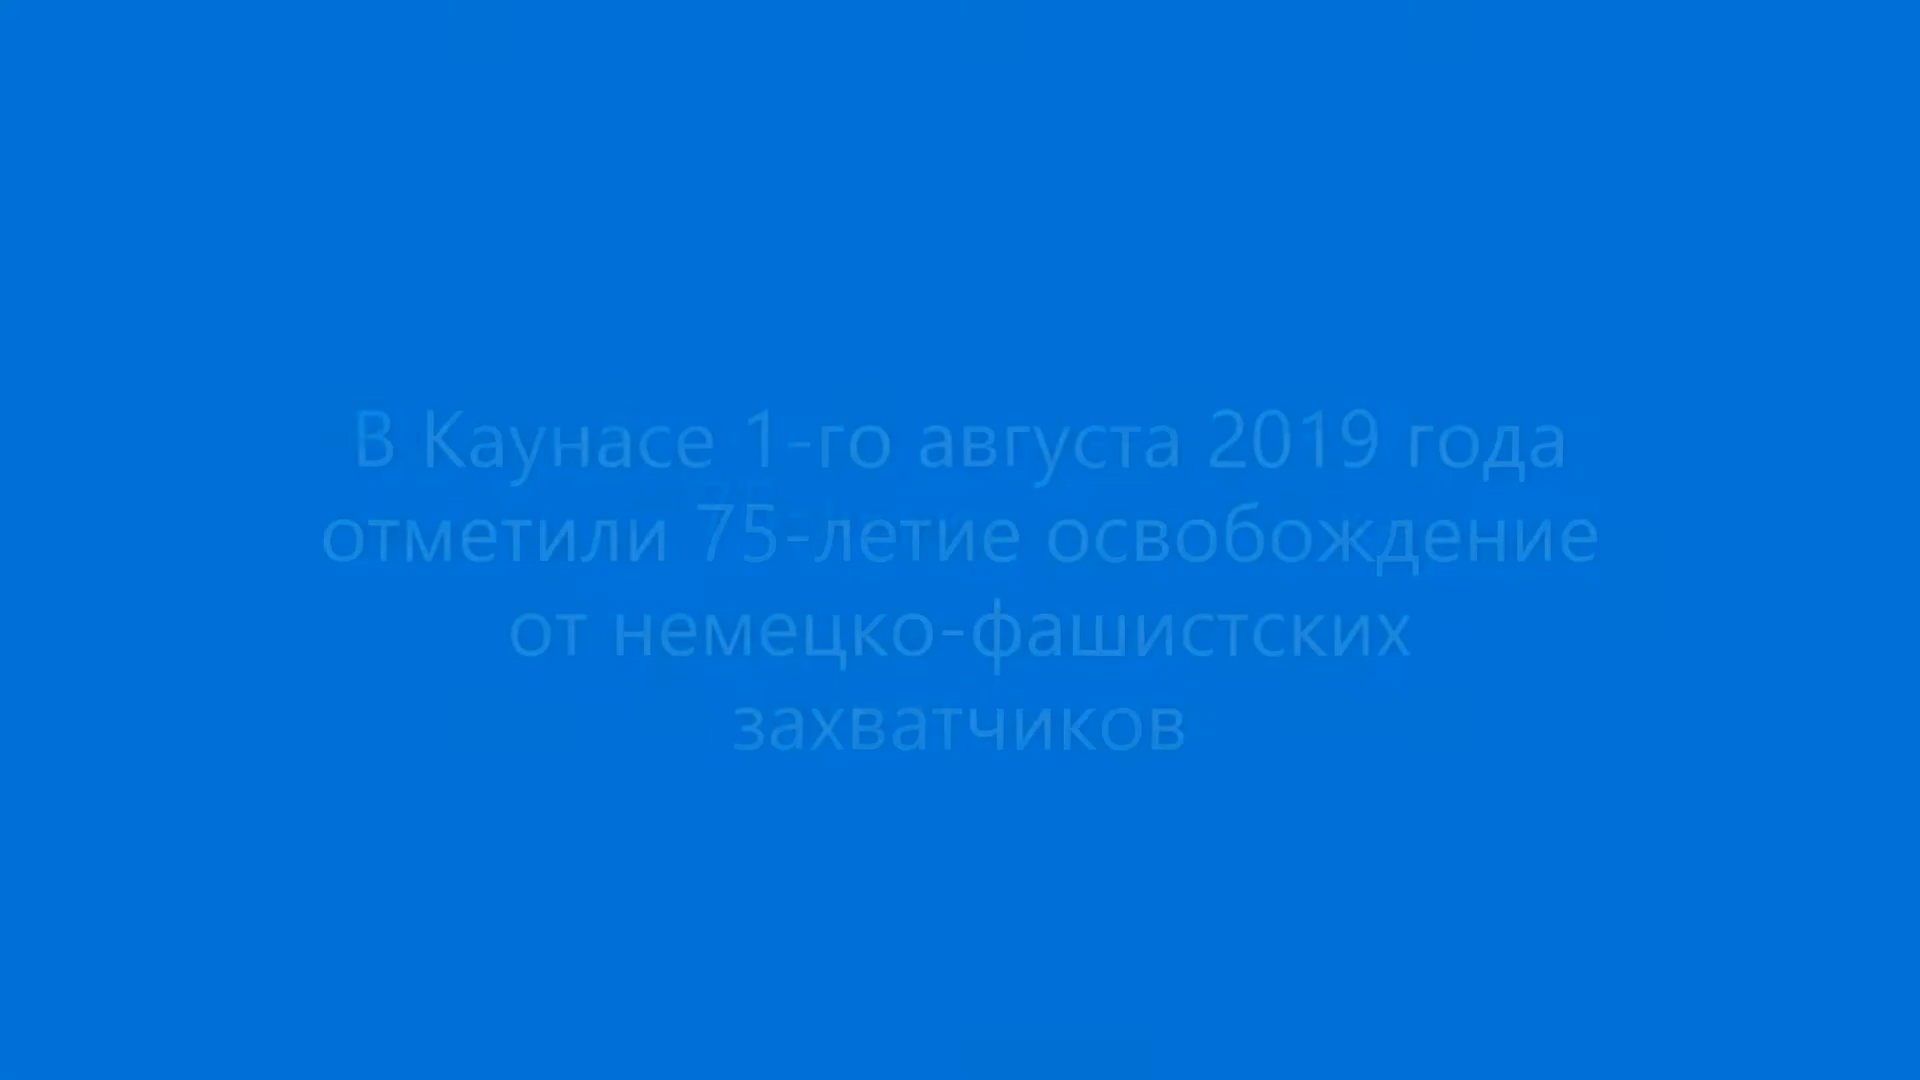 В Каунасе 1-го августа 2019 года
отметили 75-летие освобождение
от немецко-фашистских
захватчиков